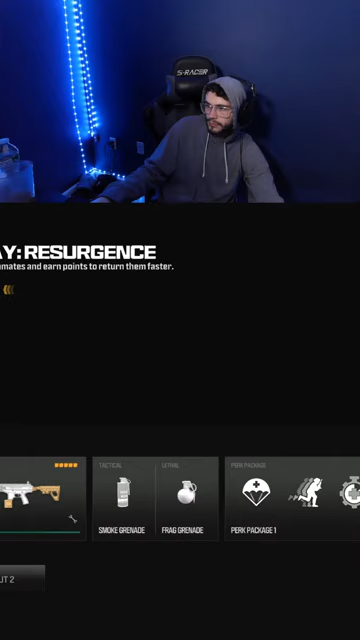 S-RACER
AY: RESURGENCE
mates and earn points to return them faster.
TACTICAL
LETHAL
PERK PACKAGE
SMOKE GRENADE
FRAG GRENADE
PERK PACKAGE 1
UT 2